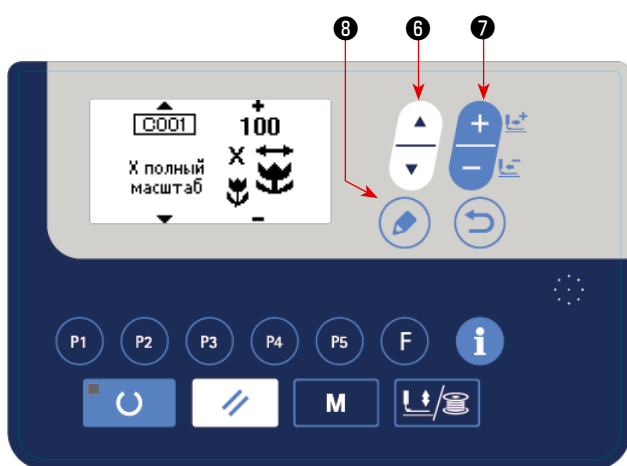 ❽ ❻ ❼
C001
+
100
X
X полный
масштаб
−
+
−
P1 P2 P3 P4 P5 F i
M